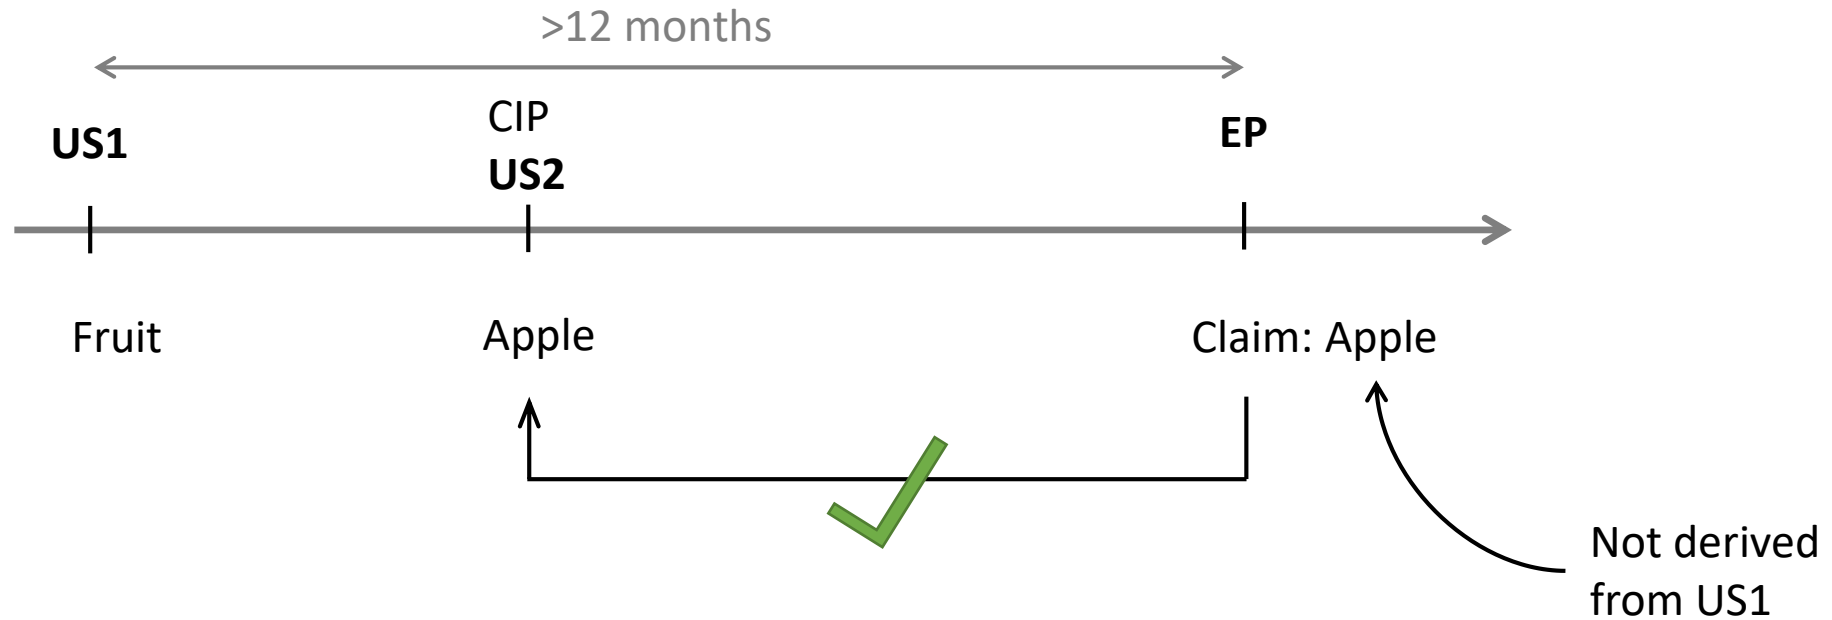 >12 months
US1
CIP
US2
EP
Fruit
Apple
Claim: Apple
Not derived
from US1